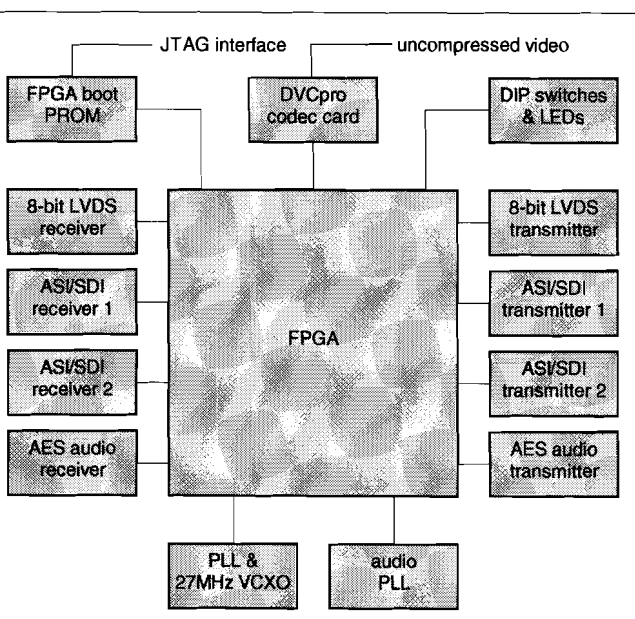 JTAG interface
uncompressed video
FPGA boot
PROM
DVCpro
codec card
DIP switches
& LEDs
8-bit LVDS
receiver
8-bit LVDS
transmitter
ASI/SDI
receiver 1
ASI/SDI
transmitter 1
FPGA
ASI/SDI
receiver 2
ASI/SDI
transmitter 2
AES audio
receiver
AES audio
transmitter
PLL &
27MHz VCXO
audio
PLL